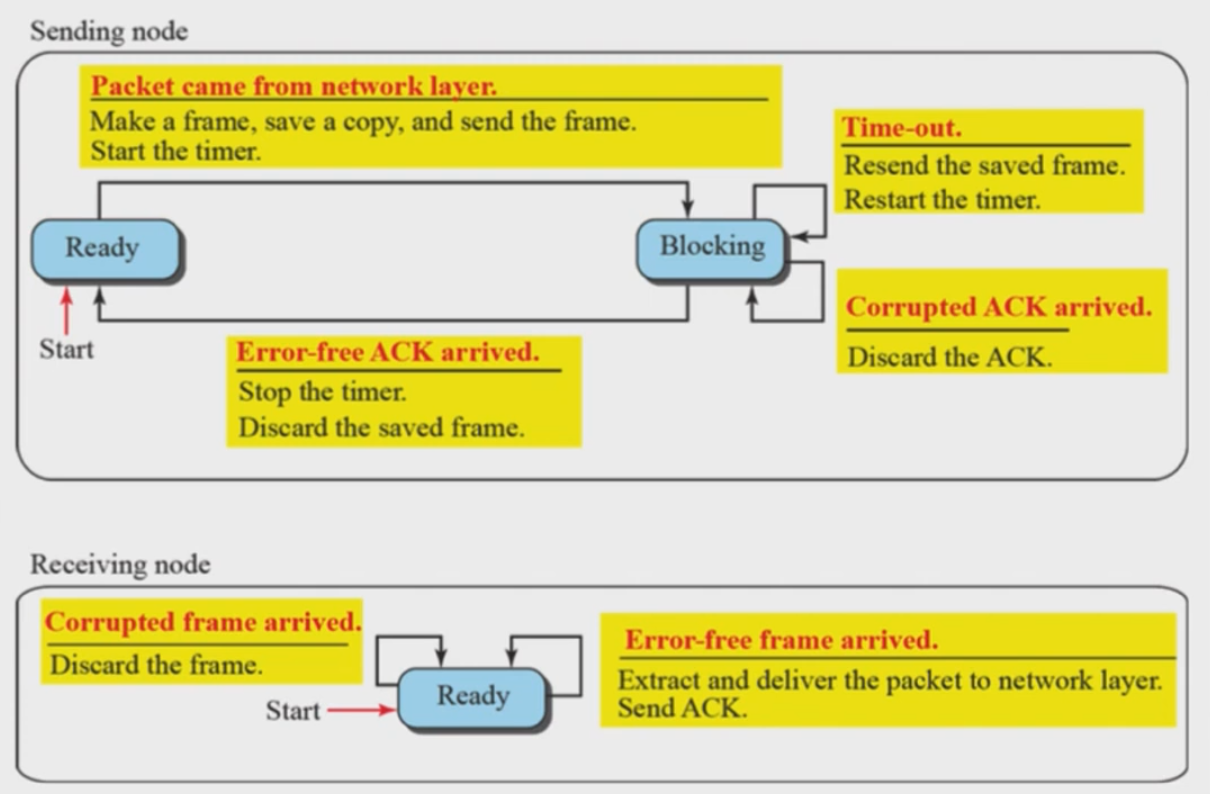 Sending node
Packet came from network layer.
Make a frame, save a copy, and send the frame.
Start the timer.
Time-out.
Resend the saved frame.
Restart the timer.
Ready
Blocking
Corrupted ACK arrived.
Discard the ACK.
Start
Error-free ACK arrived.
Stop the timer.
Discard the saved frame.
Receiving node
Corrupted frame arrived.
Discard the frame.
Error-free frame arrived.
Extract and deliver the packet to network layer.
Send ACK.
Ready
Start